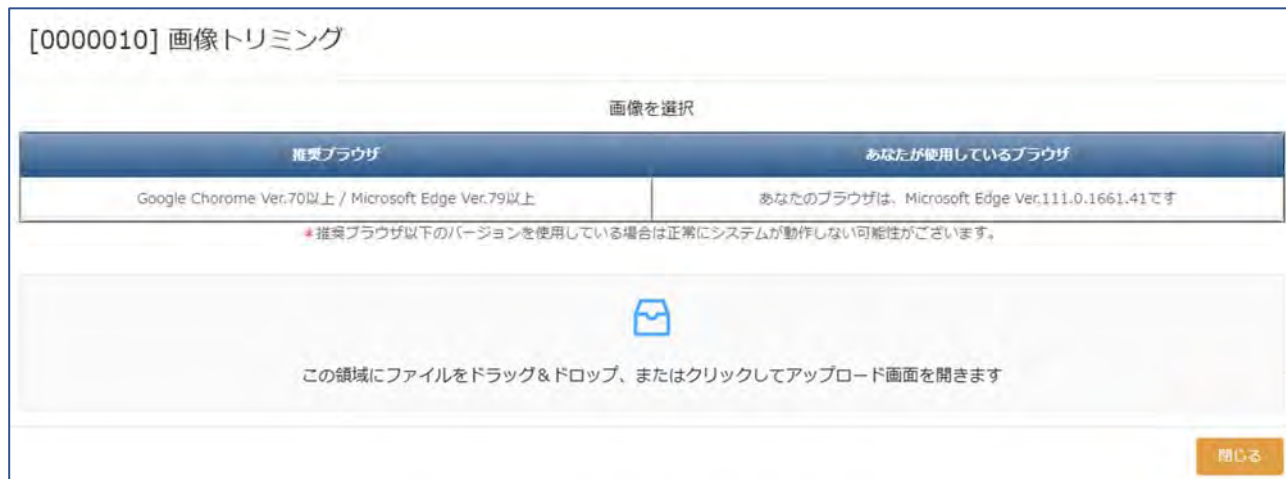 [0000010] 画像トリミング
画像を選択
推奨ブラウザ
あなたが使用しているブラウザ
Google Chorome Ver.70以上 / Microsoft Edge Ver.79以上
あなたのブラウザは、Microsoft Edge Ver.111.0.1661.41です
*推奨ブラウザ以下のバージョンを使用している場合は正常にシステムが動作しない可能性がございます。
この領域にファイルをドラッグ&ドロップ、またはクリックしてアップロード画面を開きます
閉じる